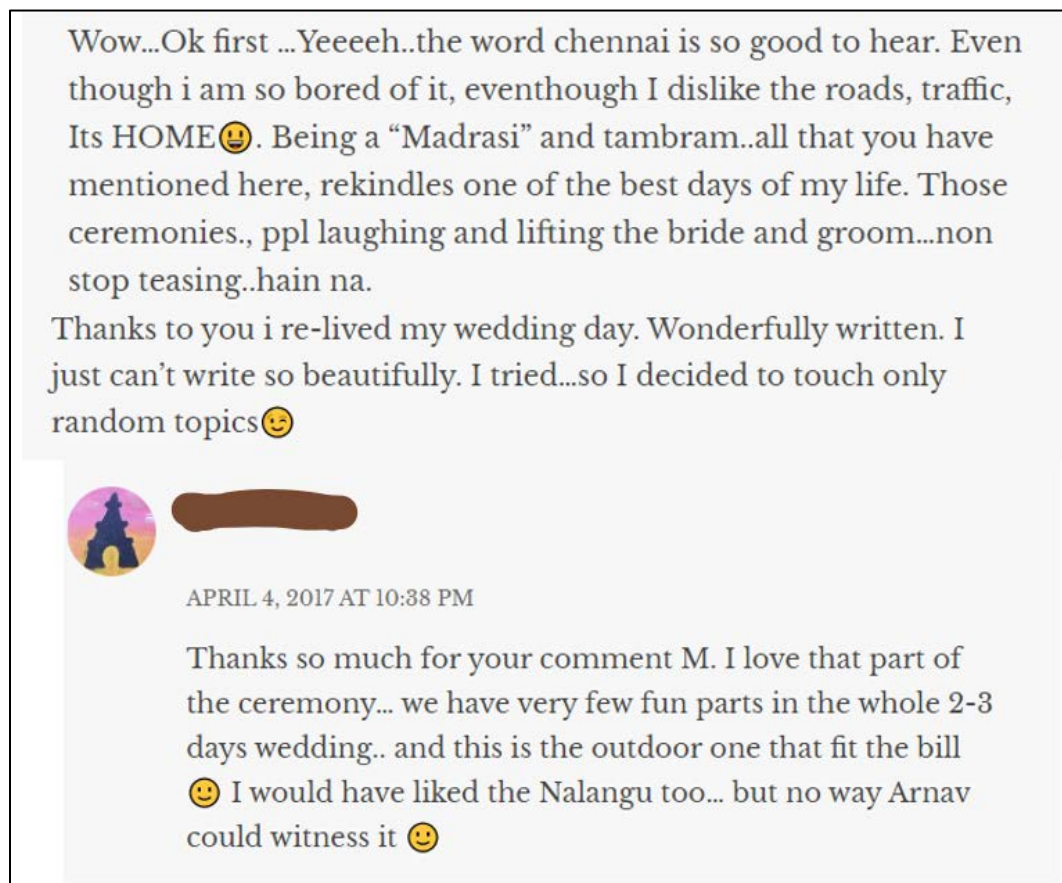 Wow...Ok first ...Yeeeeh..the word chennai is so good to hear. Even
though i am so bored of it, eventhough I dislike the roads, traffic,
Its HOME😃. Being a “Madrasi” and tambram..all that you have
mentioned here, rekindles one of the best days of my life. Those
ceremonies., ppl laughing and lifting the bride and groom...non
stop teasing..hain na.
Thanks to you i re-lived my wedding day. Wonderfully written. I
just can’t write so beautifully. I tried...so I decided to touch only
random topics😉
APRIL 4, 2017 AT 10:38 PM
Thanks so much for your comment M. I love that part of
the ceremony... we have very few fun parts in the whole 2-3
days wedding.. and this is the outdoor one that fit the bill
🙂 I would have liked the Nalangu too... but no way Arnav
could witness it 🙂